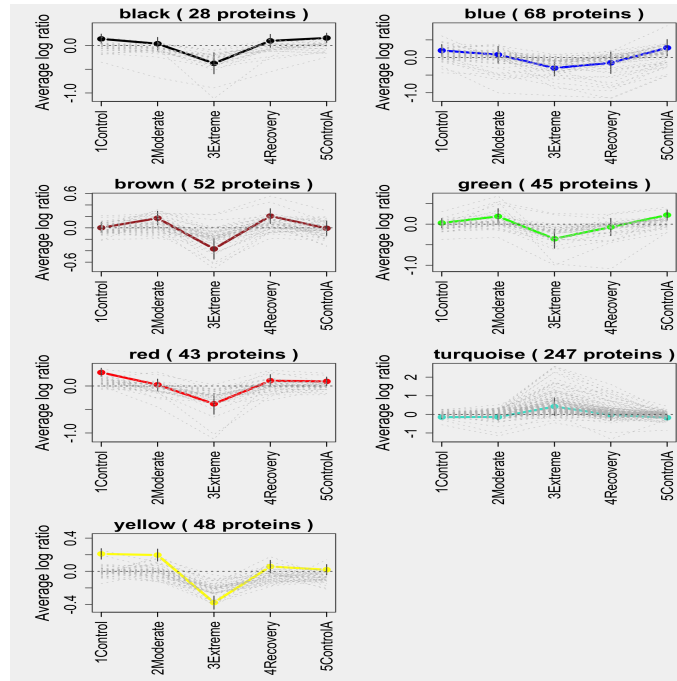 black ( 28 proteins )
Average log ratio
0.0
-1.0
1Control
2Moderate
3Extreme
4Recovery
5ControlA
blue ( 68 proteins )
Average log ratio
0.0
-1.0
1Control
2Moderate
3Extreme
4Recovery
5ControlA
brown ( 52 proteins )
Average log ratio
0.6
0.0
-0.6
1Control
2Moderate
3Extreme
4Recovery
5ControlA
green ( 45 proteins )
Average log ratio
0.0
-1.0
1Control
2Moderate
3Extreme
4Recovery
5ControlA
red ( 43 proteins )
Average log ratio
0.0
-1.0
1Control
2Moderate
3Extreme
4Recovery
5ControlA
turquoise ( 247 proteins )
Average log ratio
2
1
0
-1
1Control
2Moderate
3Extreme
4Recovery
5ControlA
yellow ( 48 proteins )
Average log ratio
0.4
0.0
-0.4
1Control
2Moderate
3Extreme
4Recovery
5ControlA